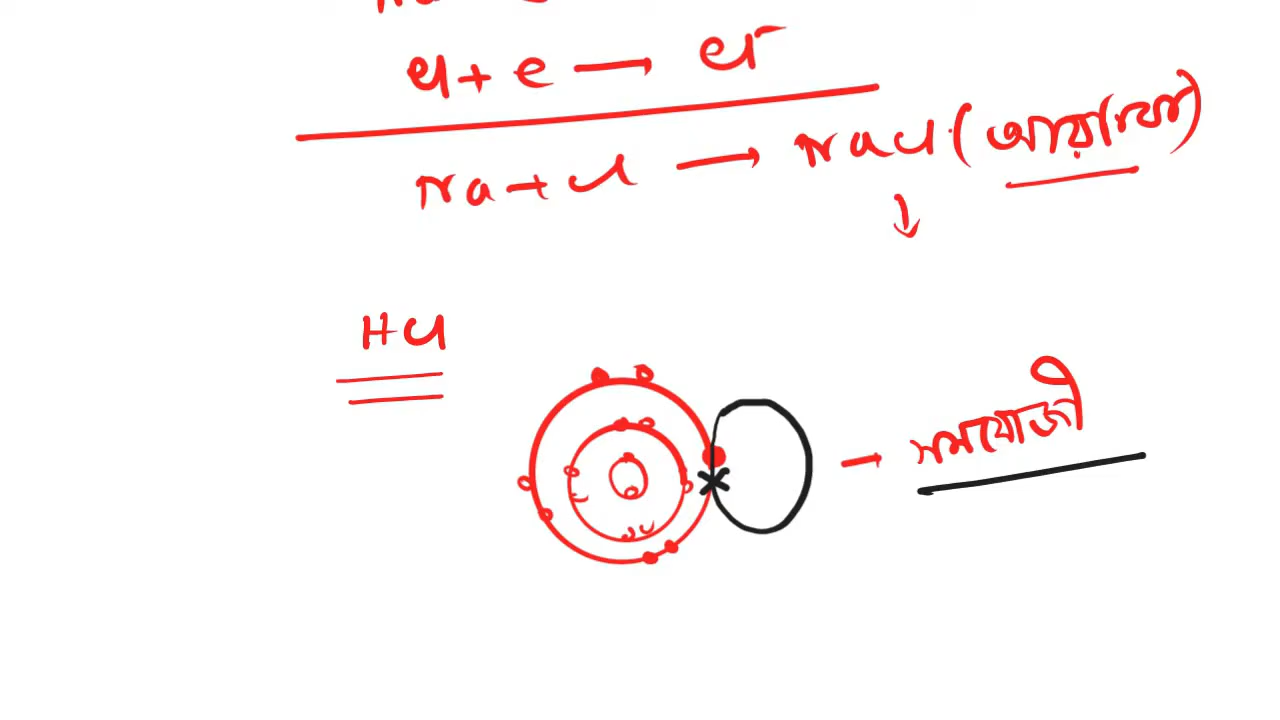 Cl + e → Cl⁻
Na + Cl → NaCl (আয়নিক)
↓
HCl
→ সমযোজী